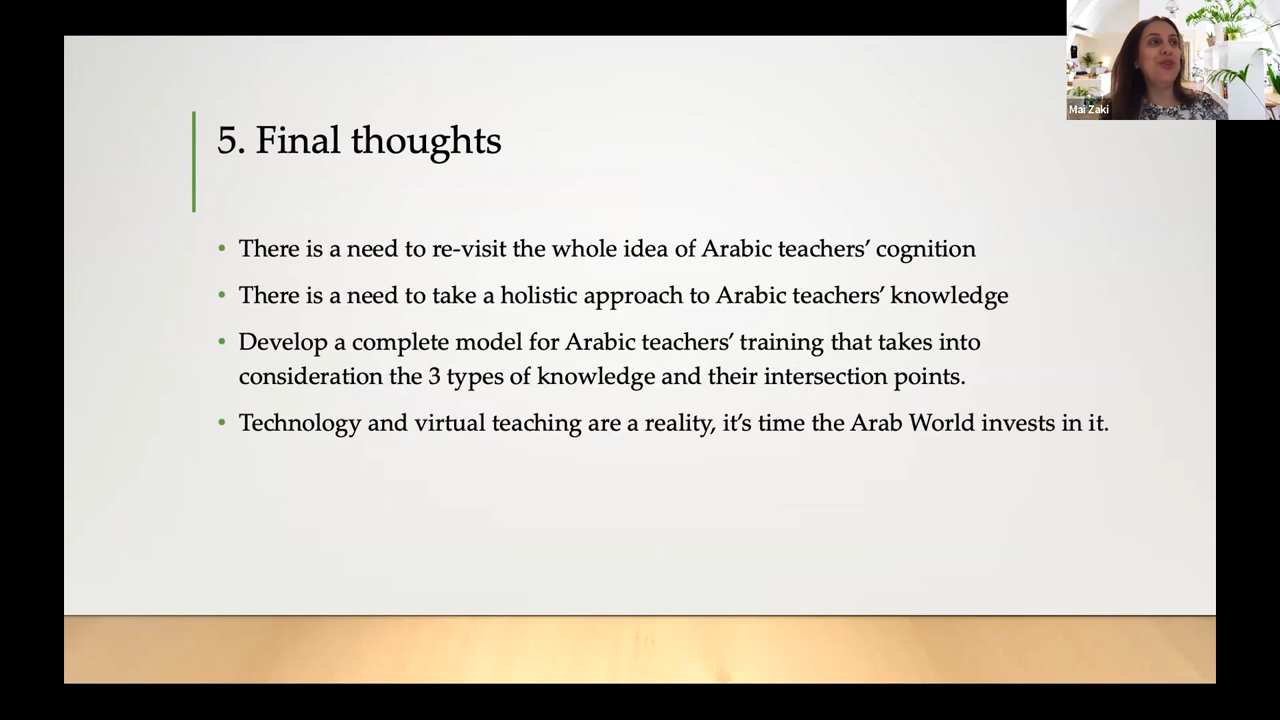 Mai Zaki
5. Final thoughts
• There is a need to re-visit the whole idea of Arabic teachers’ cognition
• There is a need to take a holistic approach to Arabic teachers’ knowledge
• Develop a complete model for Arabic teachers’ training that takes into
consideration the 3 types of knowledge and their intersection points.
• Technology and virtual teaching are a reality, it’s time the Arab World invests in it.